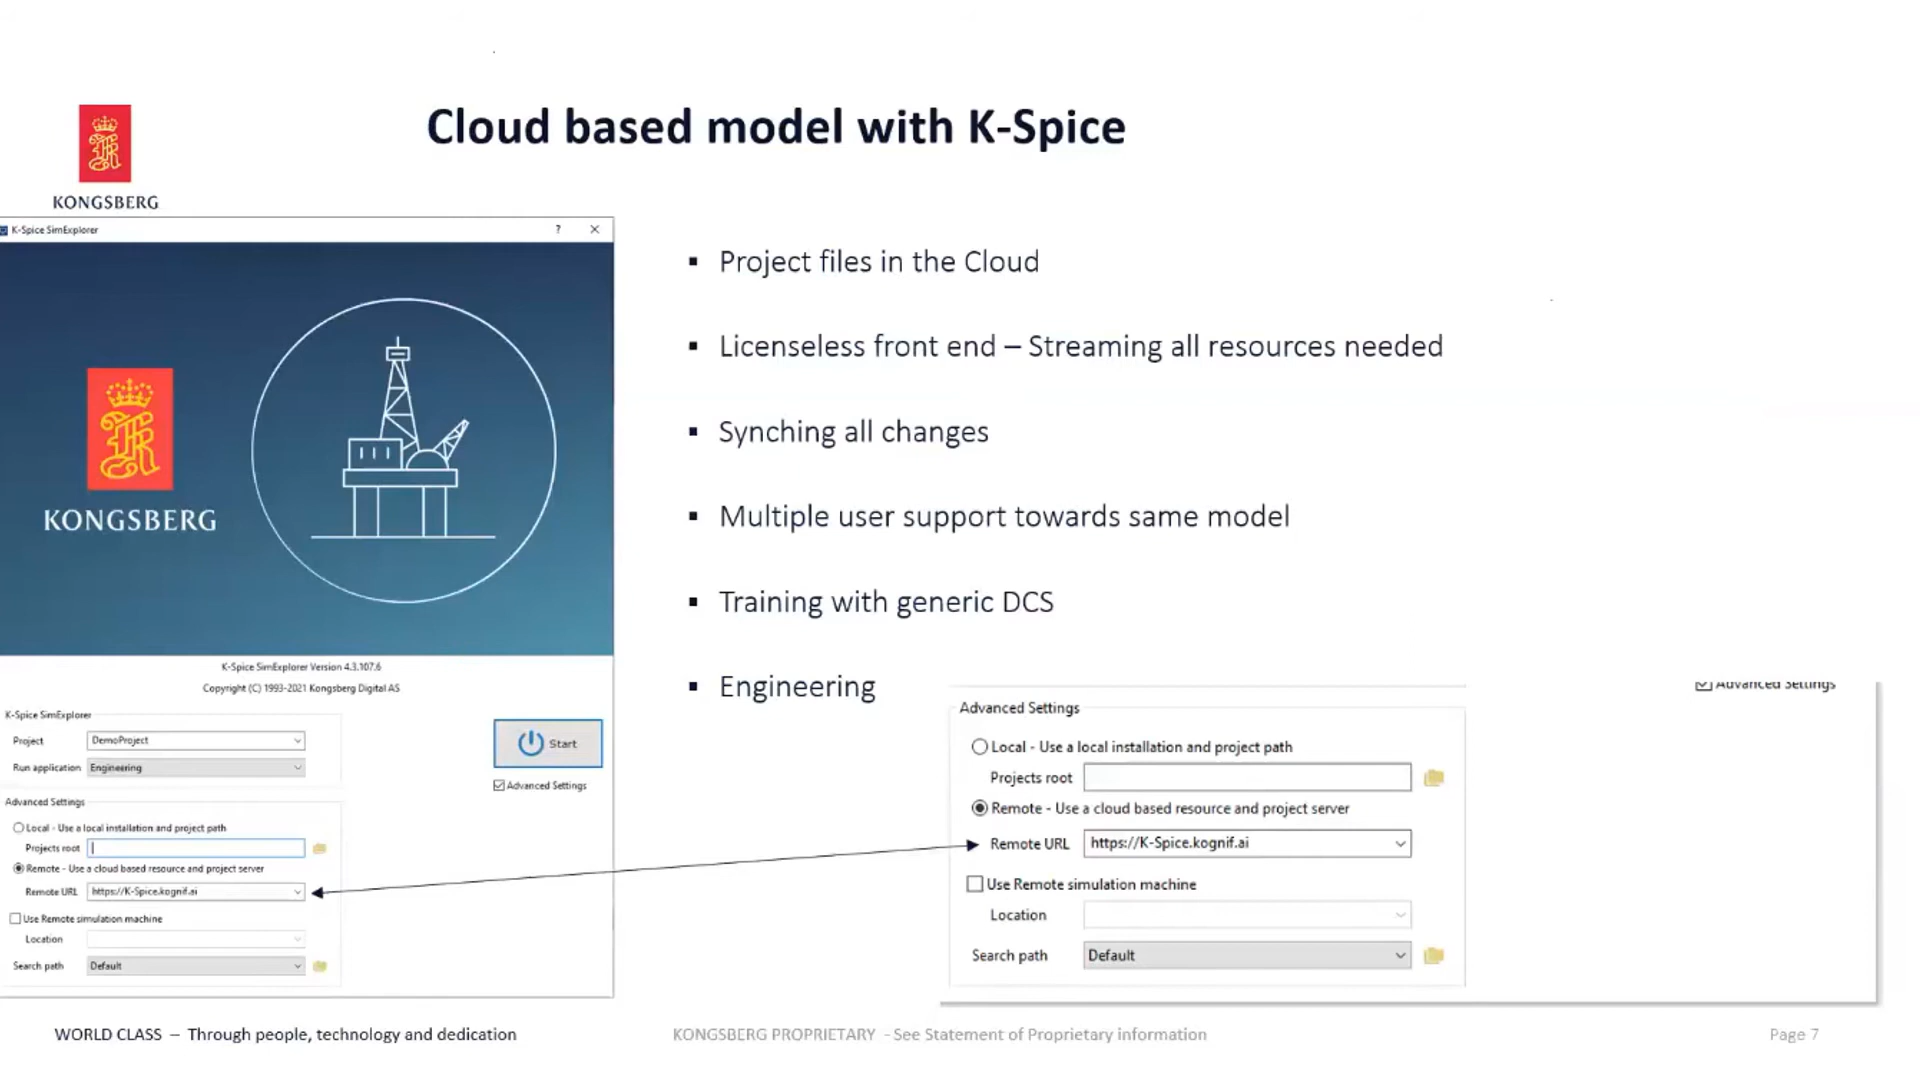 Cloud based model with K-Spice
KONGSBERG
K-Spice SimExplorer
?
KONGSBERG
K-Spice SimExplorer Version 4.3.107.6
Copyright (C) 1993-2021 Kongsberg Digital AS
K-Spice SimExplorer
Project DemoProject
Run application Engineering
Start
Advanced Settings
Advanced Settings
Local - Use a local installation and project path
Projects root
Remote - Use a cloud based resource and project server
Remote URL https://K-Spice.kognif.ai
Use Remote simulation machine
Location
Search path Default
▪ Project files in the Cloud
▪ Licenseless front end – Streaming all resources needed
▪ Synching all changes
▪ Multiple user support towards same model
▪ Training with generic DCS
▪ Engineering
Advanced Settings
Advanced Settings
Local - Use a local installation and project path
Projects root
Remote - Use a cloud based resource and project server
Remote URL https://K-Spice.kognif.ai
Use Remote simulation machine
Location
Search path Default
WORLD CLASS – Through people, technology and dedication
KONGSBERG PROPRIETARY - See Statement of Proprietary information
Page 7